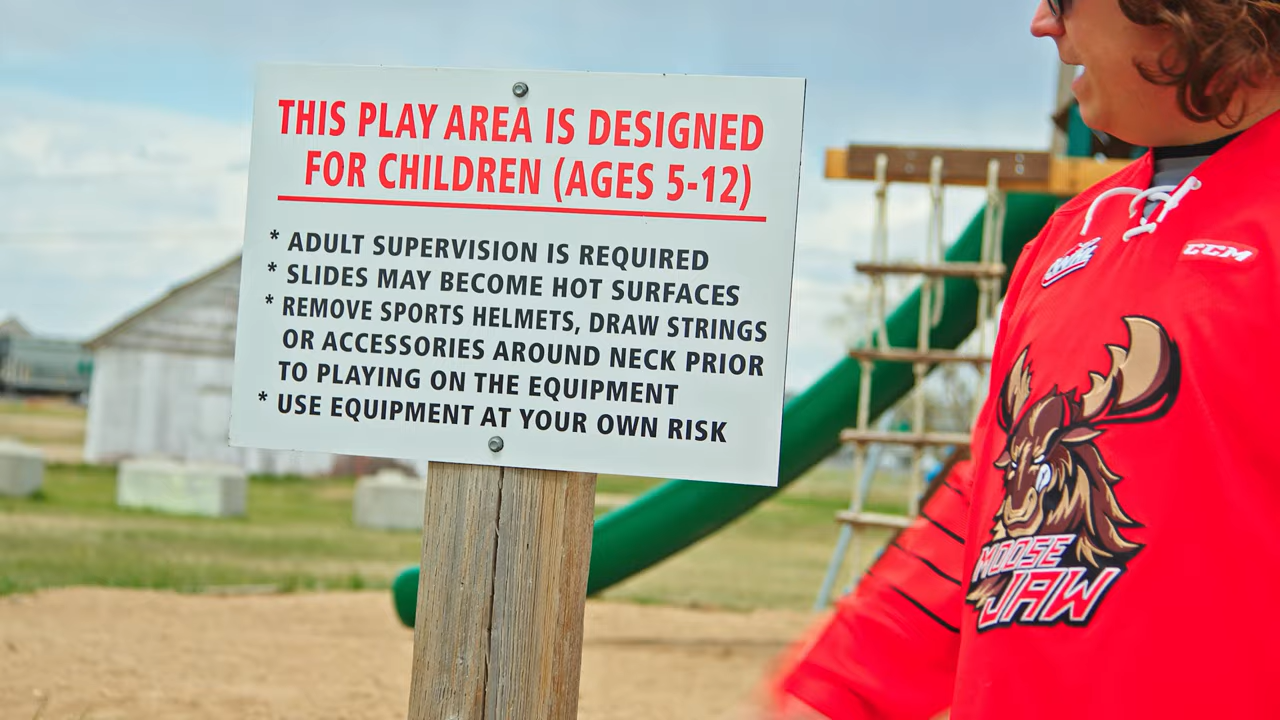 THIS PLAY AREA IS DESIGNED
FOR CHILDREN (AGES 5-12)
* ADULT SUPERVISION IS REQUIRED
* SLIDES MAY BECOME HOT SURFACES
* REMOVE SPORTS HELMETS, DRAW STRINGS
OR ACCESSORIES AROUND NECK PRIOR
TO PLAYING ON THE EQUIPMENT
* USE EQUIPMENT AT YOUR OWN RISK
WHL
CCM
MOOSE
JAW